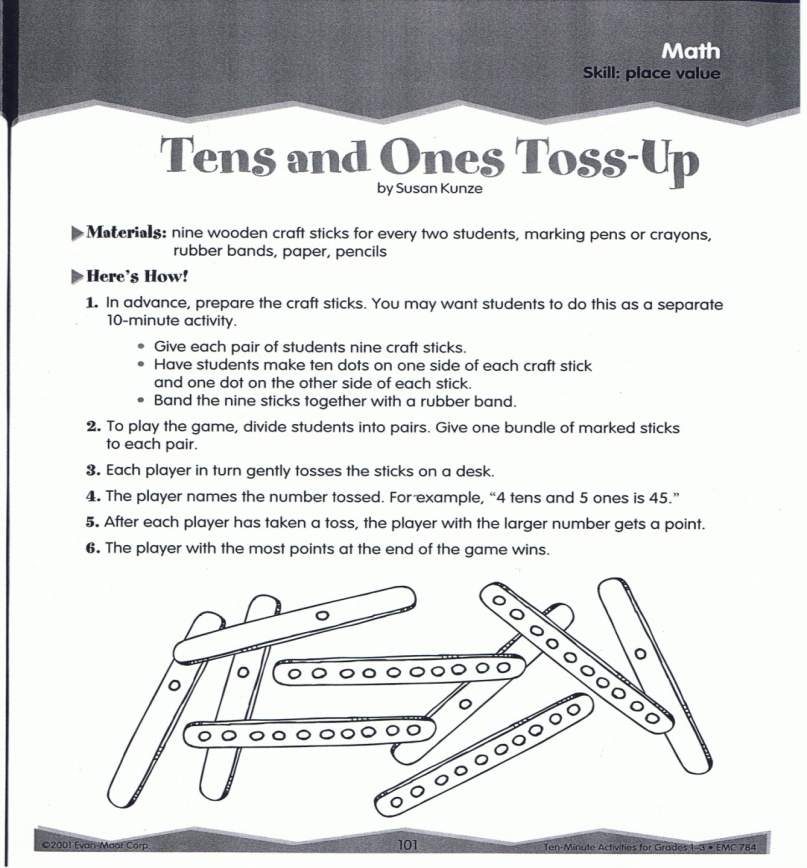 Math
Skill: place value
Tens and Ones Toss-Up
by Susan Kunze
Materials: nine wooden craft sticks for every two students, marking pens or crayons,
rubber bands, paper, pencils
Here's How!
1. In advance, prepare the craft sticks. You may want students to do this as a separate
10-minute activity.
• Give each pair of students nine craft sticks.
• Have students make ten dots on one side of each craft stick
and one dot on the other side of each stick.
• Band the nine sticks together with a rubber band.
2. To play the game, divide students into pairs. Give one bundle of marked sticks
to each pair.
3. Each player in turn gently tosses the sticks on a desk.
4. The player names the number tossed. For example, “4 tens and 5 ones is 45.”
5. After each player has taken a toss, the player with the larger number gets a point.
6. The player with the most points at the end of the game wins.
©2001 Evan-Moor Corp.
101
Ten-Minute Activities for Grades 1–3 • EMC 784